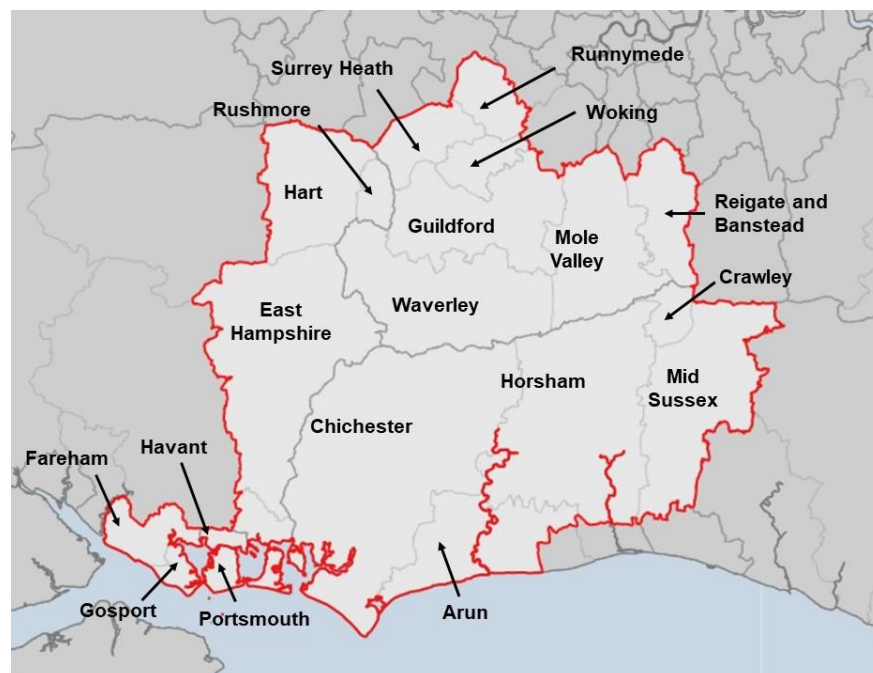 Runnymede
Surrey Heath
Rushmore
Woking
Hart
Reigate and
Banstead
Guildford
Mole
Valley
Crawley
Waverley
East
Hampshire
Horsham
Mid
Sussex
Chichester
Havant
Fareham
Gosport
Portsmouth
Arun